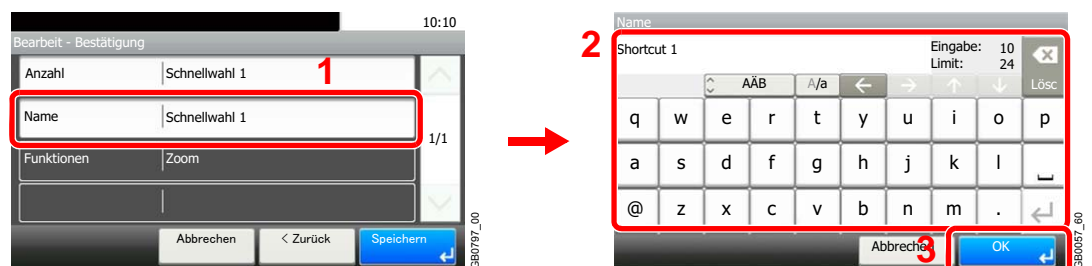 10:10
Bearbeit - Bestätigung
1
Anzahl Schnellwahl 1
Name Schnellwahl 1
1/1
Funktionen Zoom
Abbrechen < Zurück Speichern
GB0797_00
Name
2
Shortcut 1 Eingabe: 10
Limit: 24
AÄB A/a Lösc
q w e r t y u i o p
a s d f g h j k l
@ z x c v b n m .
Abbrechen OK
3
GB0057_60